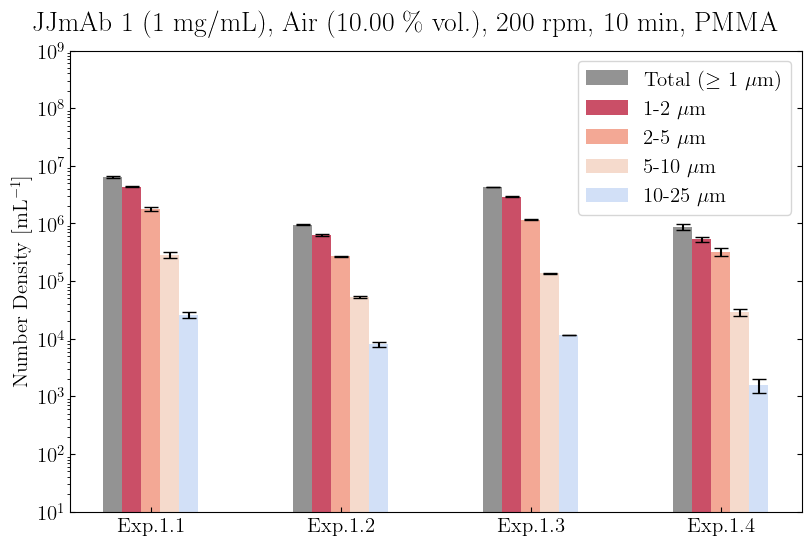 JJmAb 1 (1 mg/mL), Air (10.00 % vol.), 200 rpm, 10 min, PMMA
Number Density [mL⁻¹]
10⁹
10⁸
10⁷
10⁶
10⁵
10⁴
10³
10²
10¹
Total (≥ 1 μm)
1-2 μm
2-5 μm
5-10 μm
10-25 μm
Exp.1.1
Exp.1.2
Exp.1.3
Exp.1.4